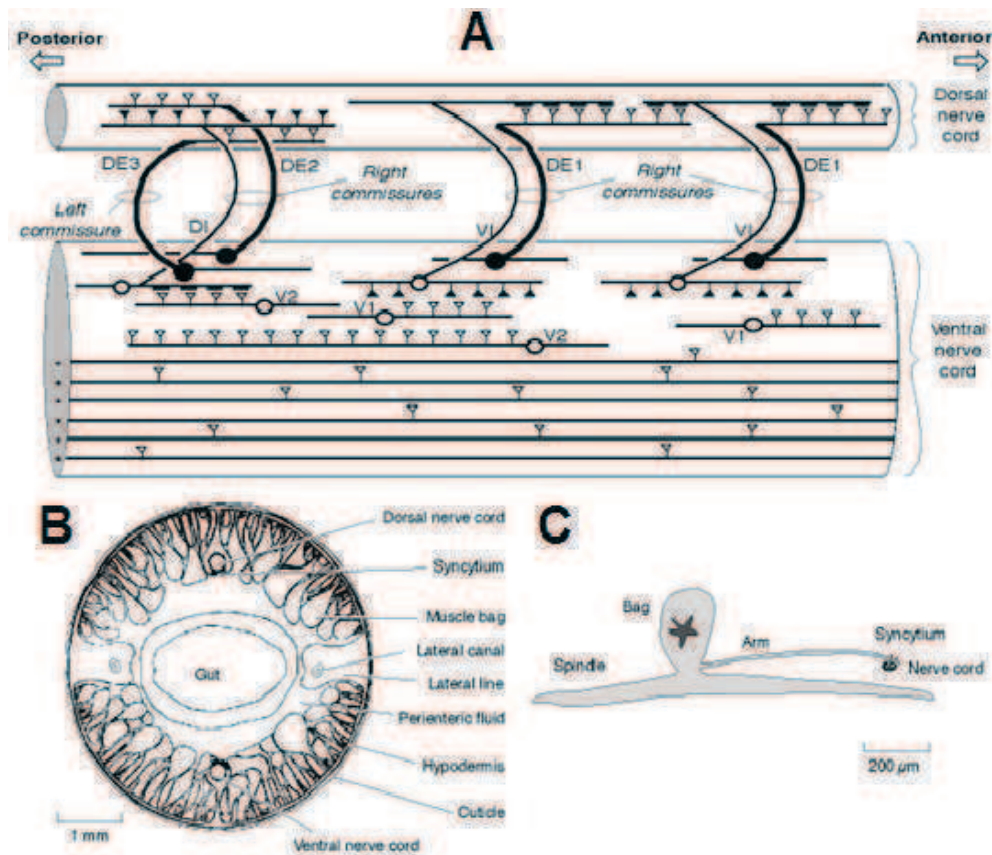 A
Posterior
Anterior
Dorsal
nerve
cord
DE3
DE2
DE1
DE1
Right
commissures
Right
commissures
Left
commissure
DI
VI
VI
V2
V1
V1
V2
Ventral
nerve
cord
B
Dorsal nerve cord
Syncytium
Muscle bag
Lateral canal
Lateral line
Perienteric fluid
Hypodermis
Cuticle
Ventral nerve cord
Gut
1 mm
C
Bag
Arm
Syncytium
Spindle
Nerve cord
200 µm